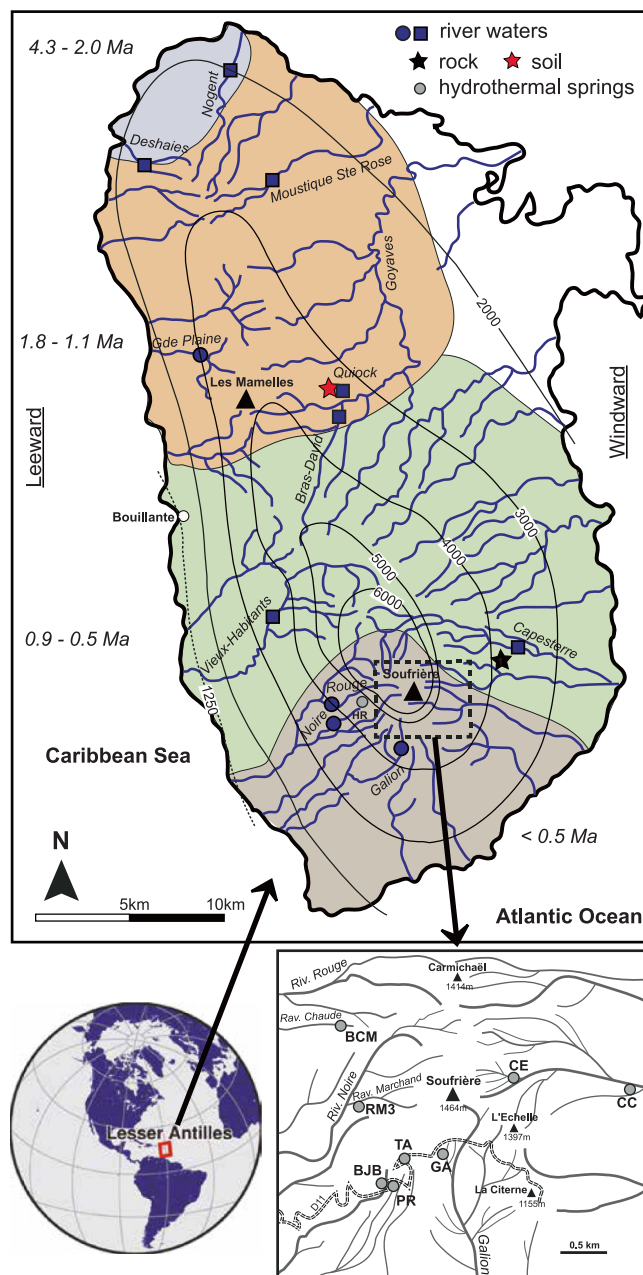 4.3 - 2.0 Ma
river waters
rock
soil
hydrothermal springs
Nogent
Deshaies
Moustique Ste Rose
Goyaves
2000
1.8 - 1.1 Ma
Gde Plaine
Les Mamelles
Quiock
Leeward
Windward
Bras-David
Bouillante
3000
4000
5000
6000
0.9 - 0.5 Ma
Vieux-Habitants
Capesterre
1250
Rouge
Soufrière
HR
Noire
Galion
Caribbean Sea
< 0.5 Ma
N
5km
10km
Atlantic Ocean
Lesser Antilles
Riv. Rouge
Carmichaël
1414m
Rav. Chaude
BCM
Riv. Noire
Rav. Marchand
RM3
Soufrière
1464m
CE
CC
L'Echelle
1397m
TA
GA
BJB
PR
D11
La Citerne
1155m
Galion
0.5 km